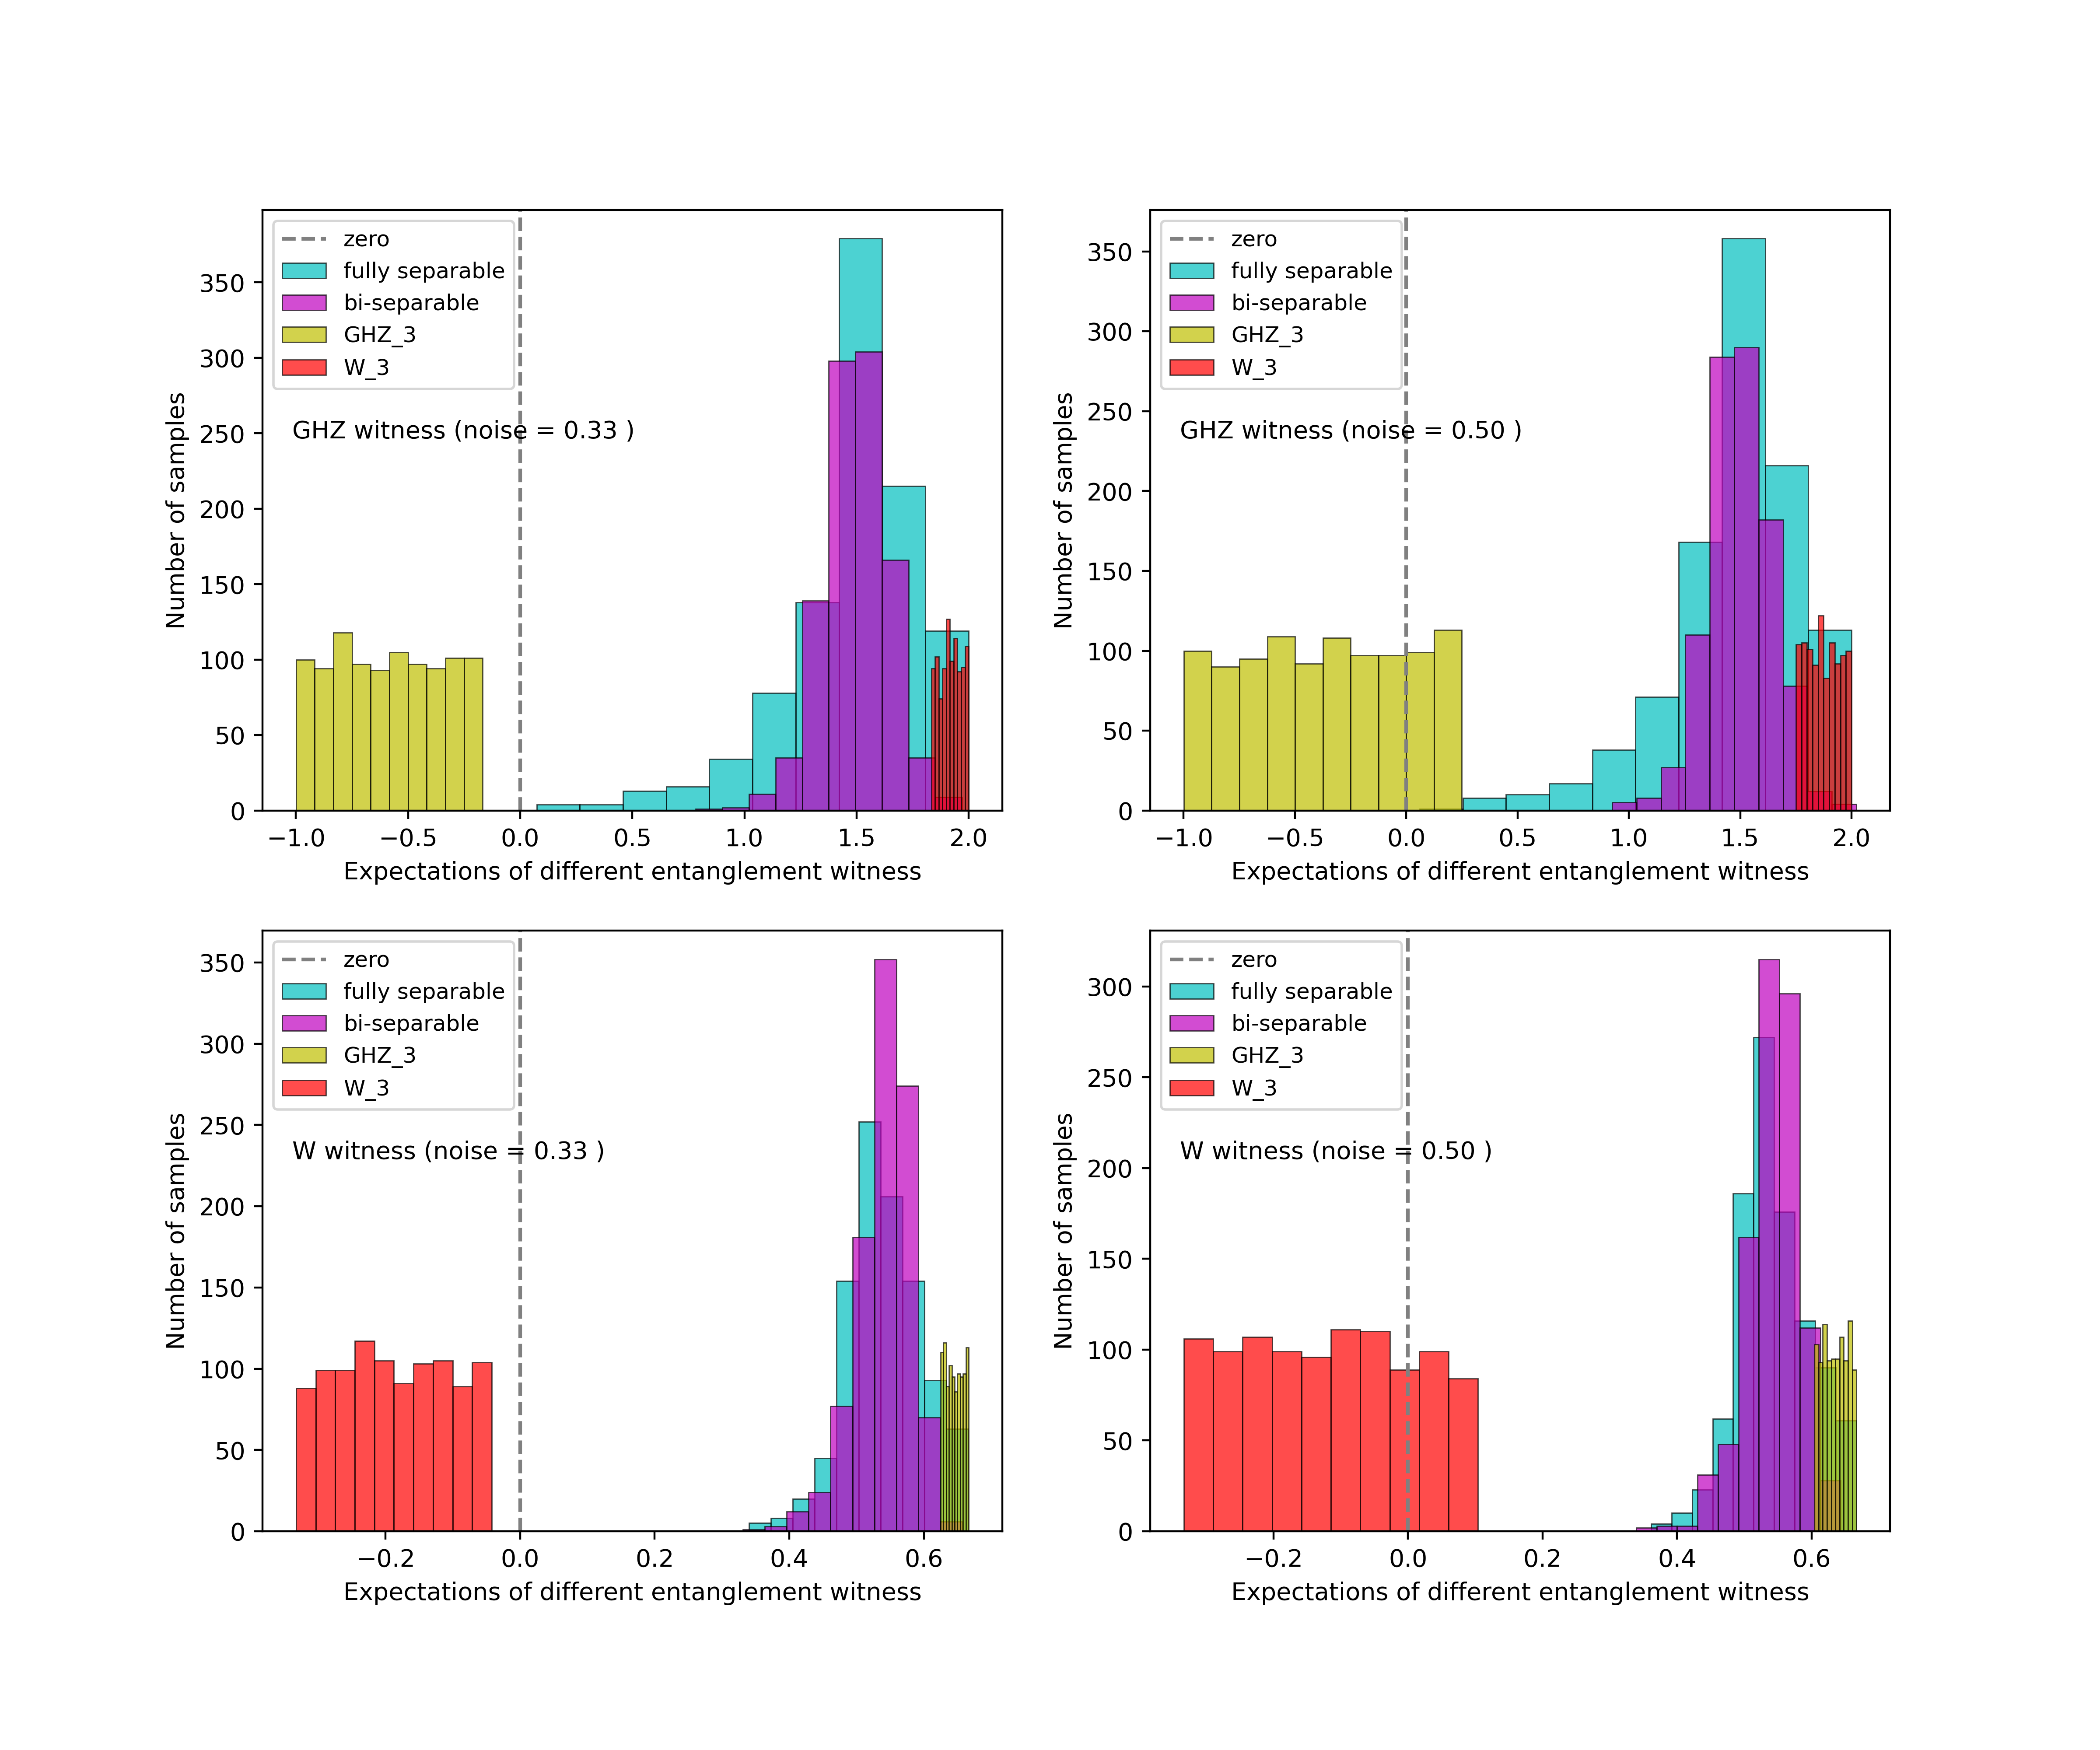 zero
fully separable
bi-separable
GHZ_3
W_3
GHZ witness (noise = 0.33 )
Number of samples
350
300
250
200
150
100
50
0
−1.0 −0.5 0.0 0.5 1.0 1.5 2.0
Expectations of different entanglement witness
zero
fully separable
bi-separable
GHZ_3
W_3
GHZ witness (noise = 0.50 )
Number of samples
350
300
250
200
150
100
50
0
−1.0 −0.5 0.0 0.5 1.0 1.5 2.0
Expectations of different entanglement witness
zero
fully separable
bi-separable
GHZ_3
W_3
W witness (noise = 0.33 )
Number of samples
350
300
250
200
150
100
50
0
−0.2 0.0 0.2 0.4 0.6
Expectations of different entanglement witness
zero
fully separable
bi-separable
GHZ_3
W_3
W witness (noise = 0.50 )
Number of samples
300
250
200
150
100
50
0
−0.2 0.0 0.2 0.4 0.6
Expectations of different entanglement witness